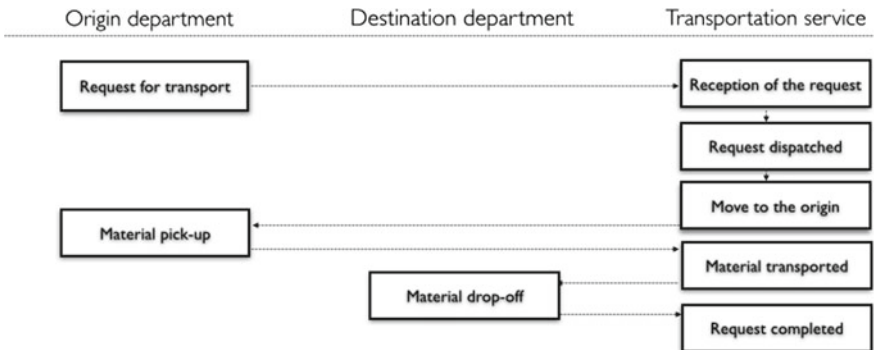 Origin department
Destination department
Transportation service
Request for transport
Reception of the request
Request dispatched
Move to the origin
Material pick-up
Material transported
Material drop-off
Request completed